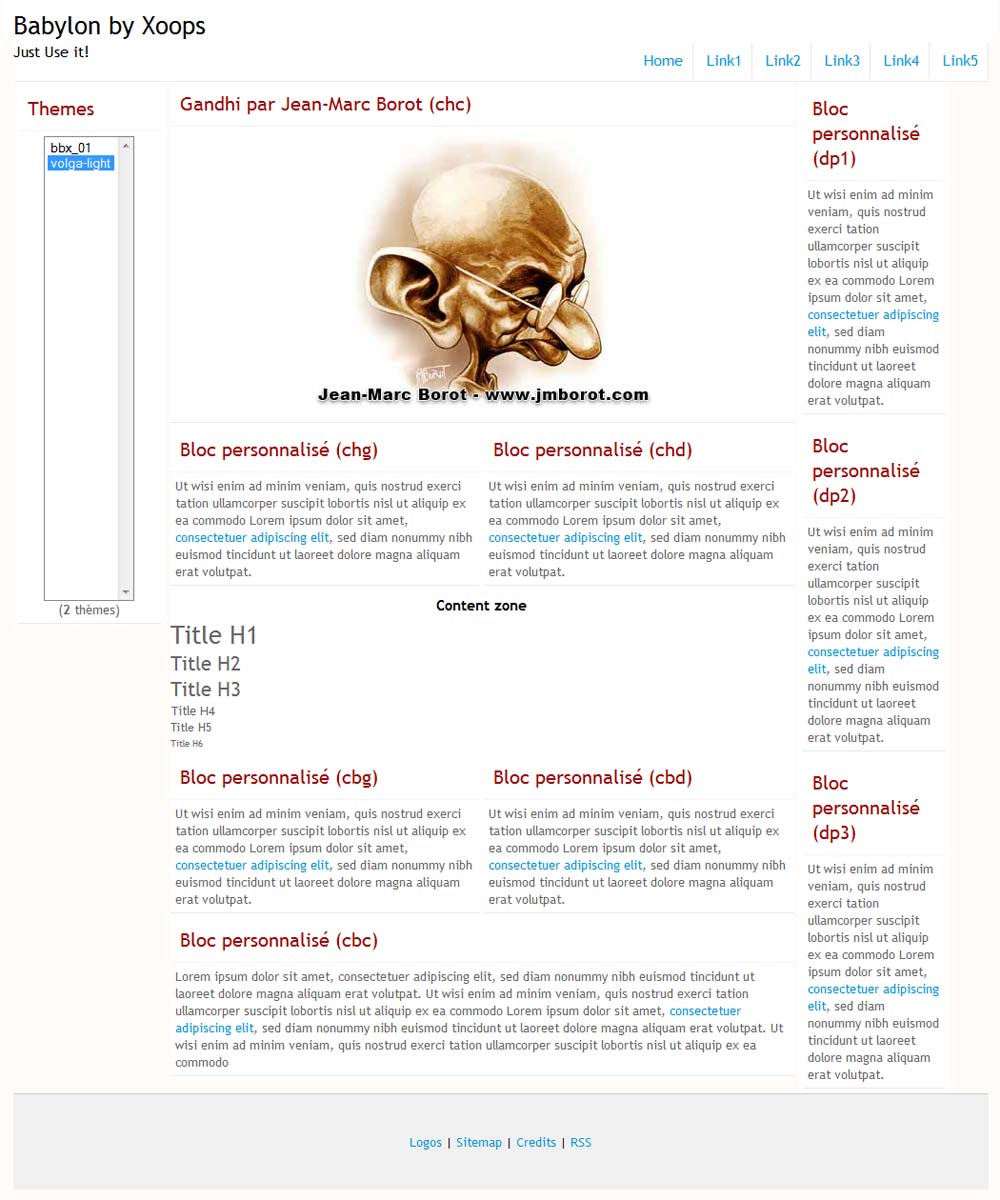 Babylon by Xoops
Just Use it!
Home
Link1
Link2
Link3
Link4
Link5
Themes
bbx_01
volga-light
(2 thèmes)
Gandhi par Jean-Marc Borot (chc)
JMBorot
Jean-Marc Borot - www.jmborot.com
Bloc personnalisé (chg)
Ut wisi enim ad minim veniam, quis nostrud exerci
tation ullamcorper suscipit lobortis nisl ut aliquip ex
ea commodo Lorem ipsum dolor sit amet,
consectetuer adipiscing elit, sed diam nonummy nibh
euismod tincidunt ut laoreet dolore magna aliquam
erat volutpat.
Bloc personnalisé (chd)
Ut wisi enim ad minim veniam, quis nostrud exerci
tation ullamcorper suscipit lobortis nisl ut aliquip ex
ea commodo Lorem ipsum dolor sit amet,
consectetuer adipiscing elit, sed diam nonummy nibh
euismod tincidunt ut laoreet dolore magna aliquam
erat volutpat.
Content zone
Title H1
Title H2
Title H3
Title H4
Title H5
Title H6
Bloc personnalisé (cbg)
Ut wisi enim ad minim veniam, quis nostrud exerci
tation ullamcorper suscipit lobortis nisl ut aliquip ex
ea commodo Lorem ipsum dolor sit amet,
consectetuer adipiscing elit, sed diam nonummy nibh
euismod tincidunt ut laoreet dolore magna aliquam
erat volutpat.
Bloc personnalisé (cbd)
Ut wisi enim ad minim veniam, quis nostrud exerci
tation ullamcorper suscipit lobortis nisl ut aliquip ex
ea commodo Lorem ipsum dolor sit amet,
consectetuer adipiscing elit, sed diam nonummy nibh
euismod tincidunt ut laoreet dolore magna aliquam
erat volutpat.
Bloc personnalisé (cbc)
Lorem ipsum dolor sit amet, consectetuer adipiscing elit, sed diam nonummy nibh euismod tincidunt ut
laoreet dolore magna aliquam erat volutpat. Ut wisi enim ad minim veniam, quis nostrud exerci tation
ullamcorper suscipit lobortis nisl ut aliquip ex ea commodo Lorem ipsum dolor sit amet, consectetuer
adipiscing elit, sed diam nonummy nibh euismod tincidunt ut laoreet dolore magna aliquam erat volutpat. Ut
wisi enim ad minim veniam, quis nostrud exerci tation ullamcorper suscipit lobortis nisl ut aliquip ex ea
commodo
Bloc
personnalisé
(dp1)
Ut wisi enim ad minim
veniam, quis nostrud
exerci tation
ullamcorper suscipit
lobortis nisl ut aliquip
ex ea commodo Lorem
ipsum dolor sit amet,
consectetuer adipiscing
elit, sed diam
nonummy nibh euismod
tincidunt ut laoreet
dolore magna aliquam
erat volutpat.
Bloc
personnalisé
(dp2)
Ut wisi enim ad minim
veniam, quis nostrud
exerci tation
ullamcorper suscipit
lobortis nisl ut aliquip
ex ea commodo Lorem
ipsum dolor sit amet,
consectetuer adipiscing
elit, sed diam
nonummy nibh euismod
tincidunt ut laoreet
dolore magna aliquam
erat volutpat.
Bloc
personnalisé
(dp3)
Ut wisi enim ad minim
veniam, quis nostrud
exerci tation
ullamcorper suscipit
lobortis nisl ut aliquip
ex ea commodo Lorem
ipsum dolor sit amet,
consectetuer adipiscing
elit, sed diam
nonummy nibh euismod
tincidunt ut laoreet
dolore magna aliquam
erat volutpat.
Logos | Sitemap | Credits | RSS